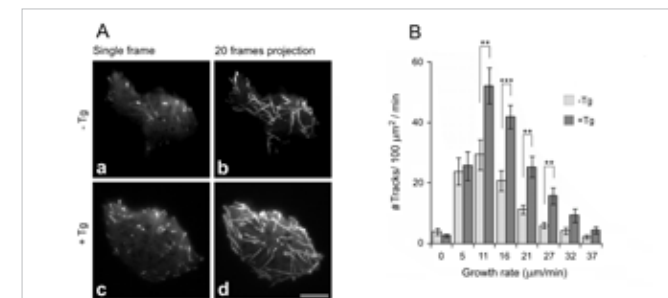 A
Single frame
20 frames projection
- Tg
a
b
+ Tg
c
d
B
# Tracks/ 100 μm² / min
60
40
20
0
**
***
**
**
-Tg
+Tg
0 5 11 16 21 27 32 37
Growth rate (μm/min)